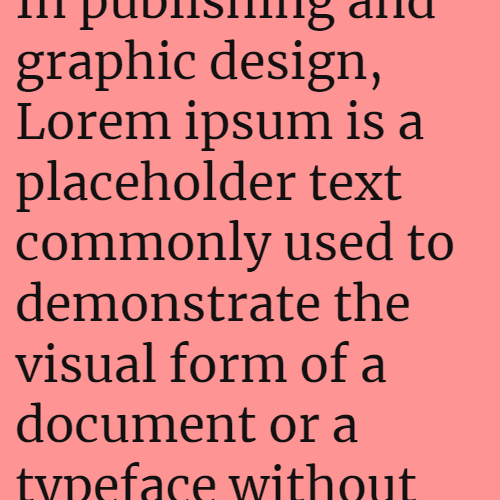 In publishing and
graphic design,
Lorem ipsum is a
placeholder text
commonly used to
demonstrate the
visual form of a
document or a
typeface without